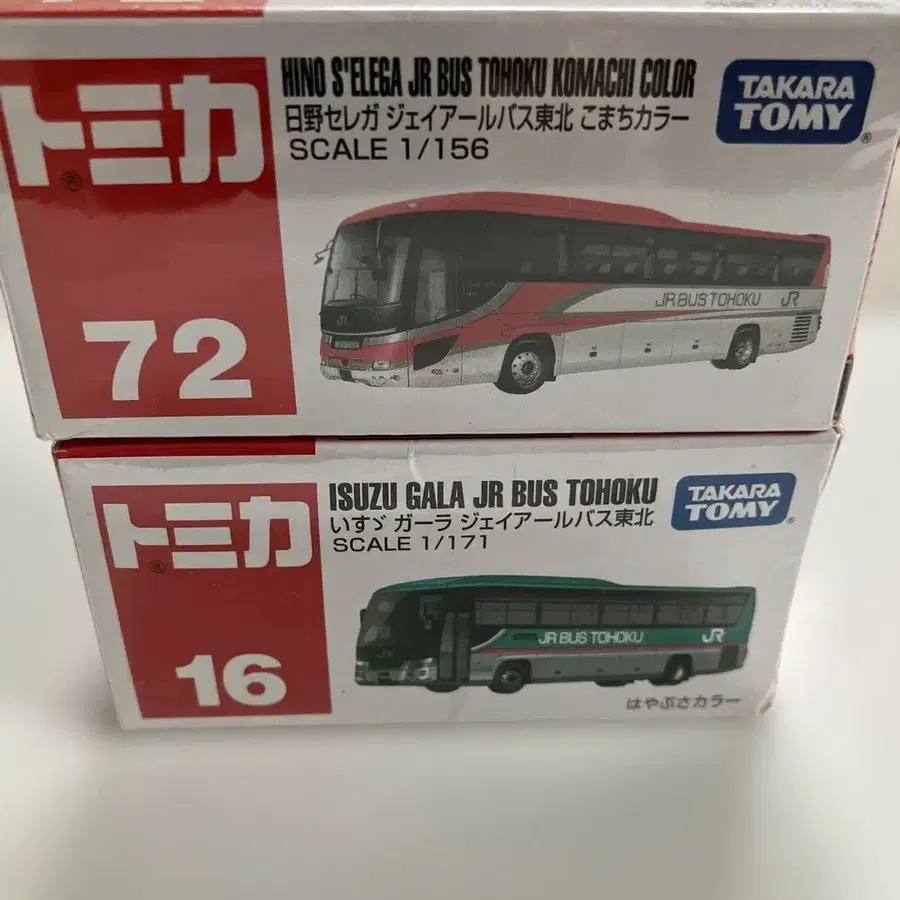 トミカ
®
72
HINO S'ELEGA JR BUS TOHOKU KOMACHI COLOR
日野セレガ ジェイアールバス東北 こまちカラー
SCALE 1/156
TAKARA
TOMY
®
JR BUS TOHOKU JR
JR
トミカ
®
16
ISUZU GALA JR BUS TOHOKU
いすゞ ガーラ ジェイアールバス東北
SCALE 1/171
TAKARA
TOMY
®
JR BUS TOHOKU JR
はやぶさカラー